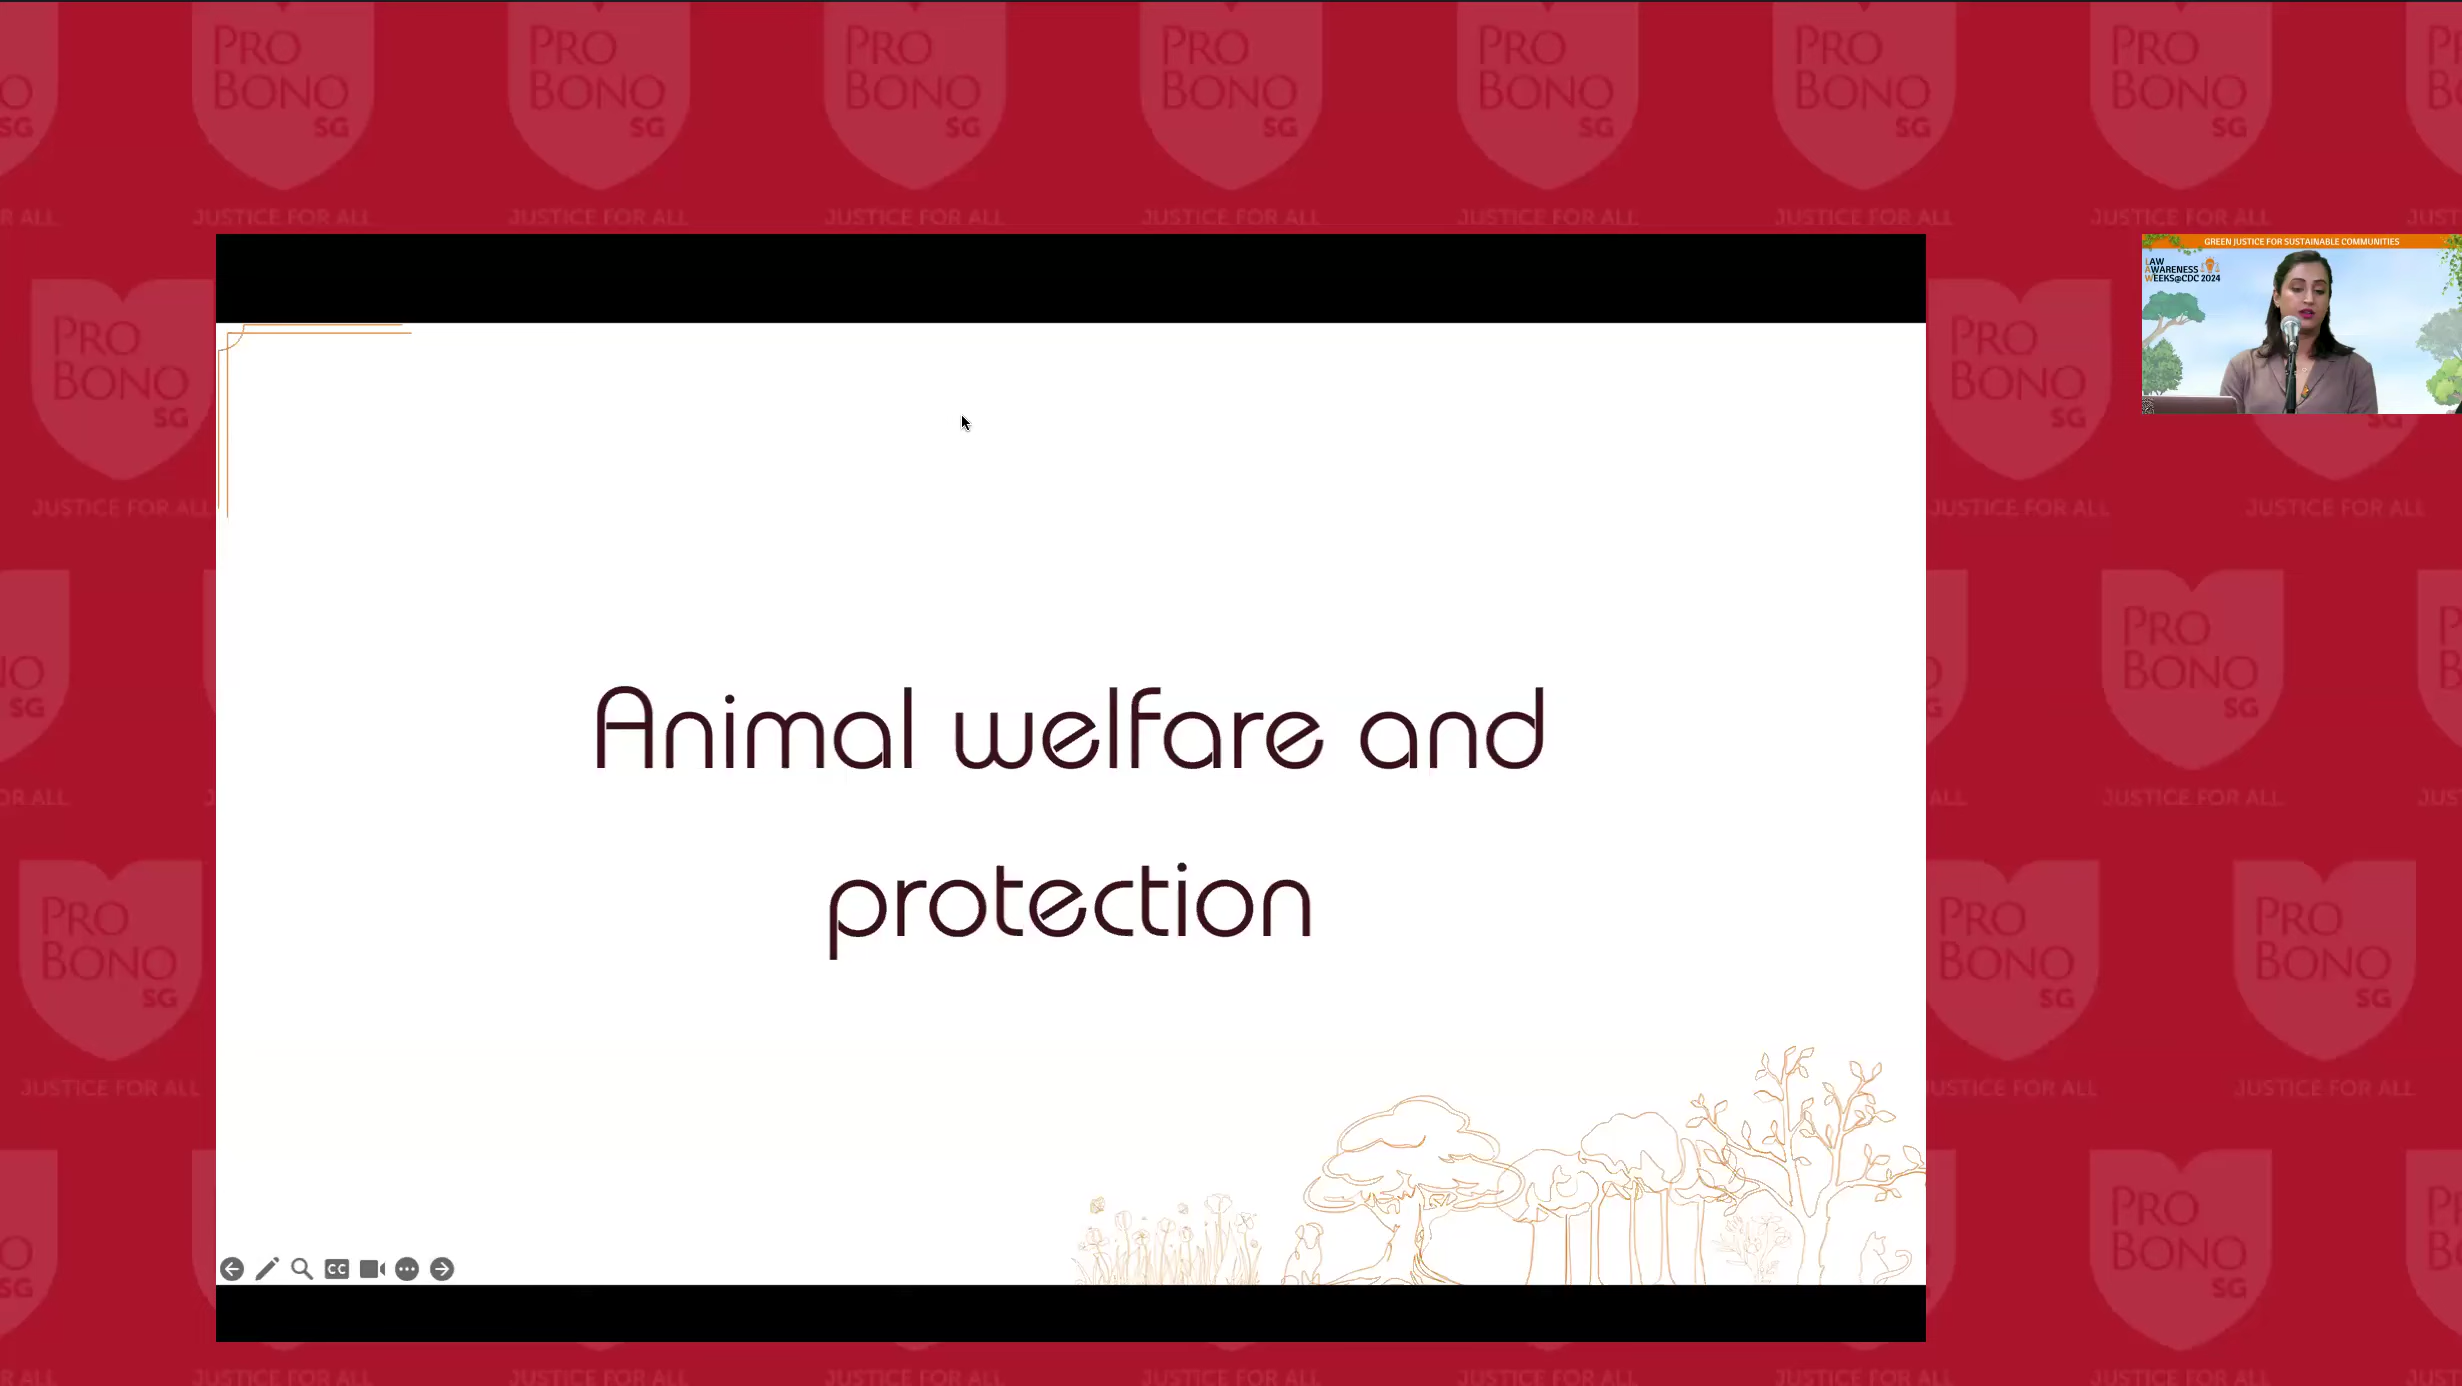 PRO
BONO
SG
JUSTICE FOR ALL
GREEN JUSTICE FOR SUSTAINABLE COMMUNITIES
LAW
AWARENESS
WEEKS@CDC 2024
Animal welfare and
protection
CC